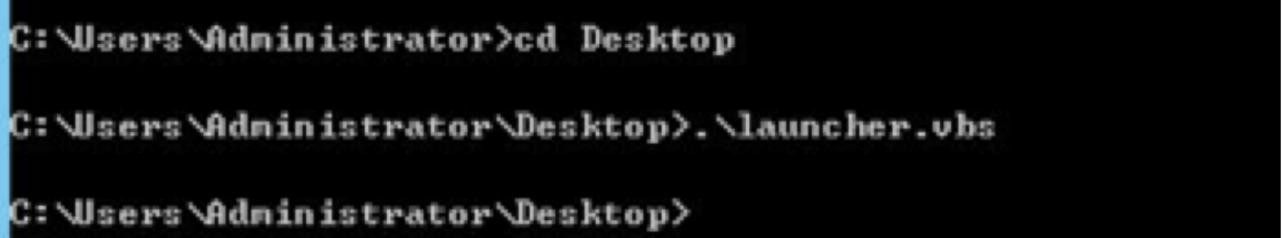 C:\Users\Administrator>cd Desktop
C:\Users\Administrator\Desktop>.\launcher.vbs
C:\Users\Administrator\Desktop>